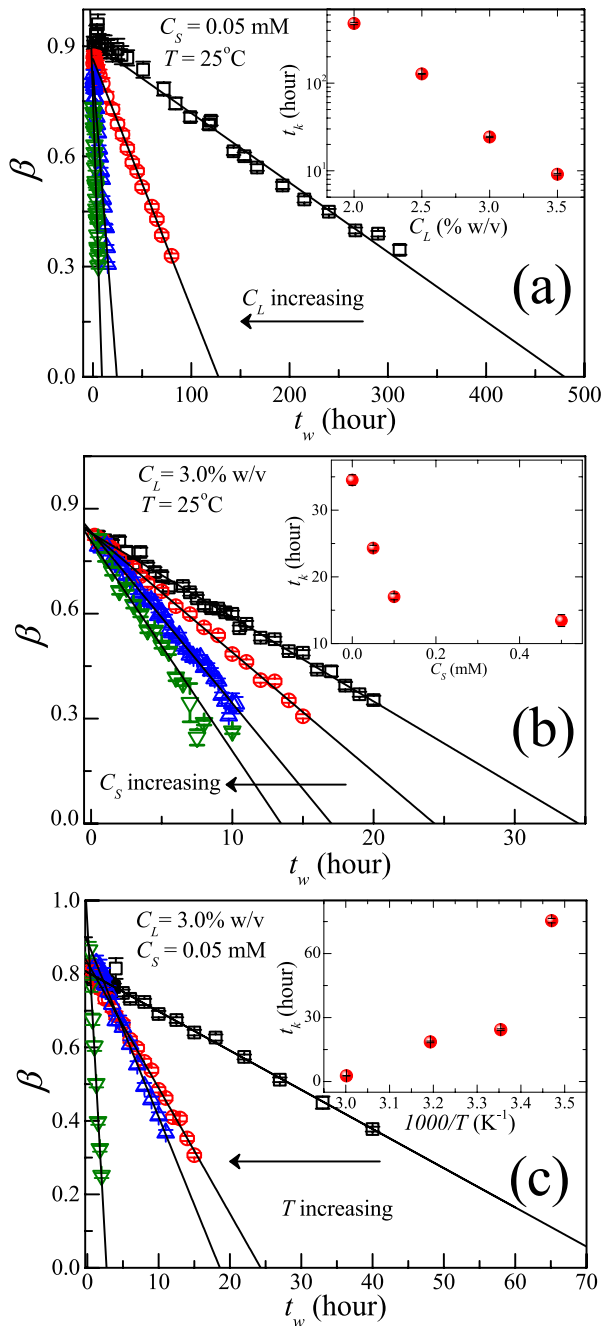 C_S = 0.05 mM
T = 25°C
0.9
0.6
0.3
0.0
β
0 100 200 300 400 500
t_w (hour)
C_L increasing
(a)
10² 
10¹
t_k (hour)
2.0 2.5 3.0 3.5
C_L (% w/v)
C_L = 3.0% w/v
T = 25°C
0.9
0.6
0.3
0.0
β
0 10 20 30
t_w (hour)
C_S increasing
(b)
30
20
10
t_k (hour)
0.0 0.2 0.4
C_S (mM)
C_L = 3.0% w/v
C_S = 0.05 mM
1.0
0.8
0.6
0.4
0.2
0.0
β
0 10 20 30 40 50 60 70
t_w (hour)
T increasing
(c)
75
50
25
0
t_k (hour)
3.0 3.1 3.2 3.3 3.4 3.5
1000/T (K⁻¹)